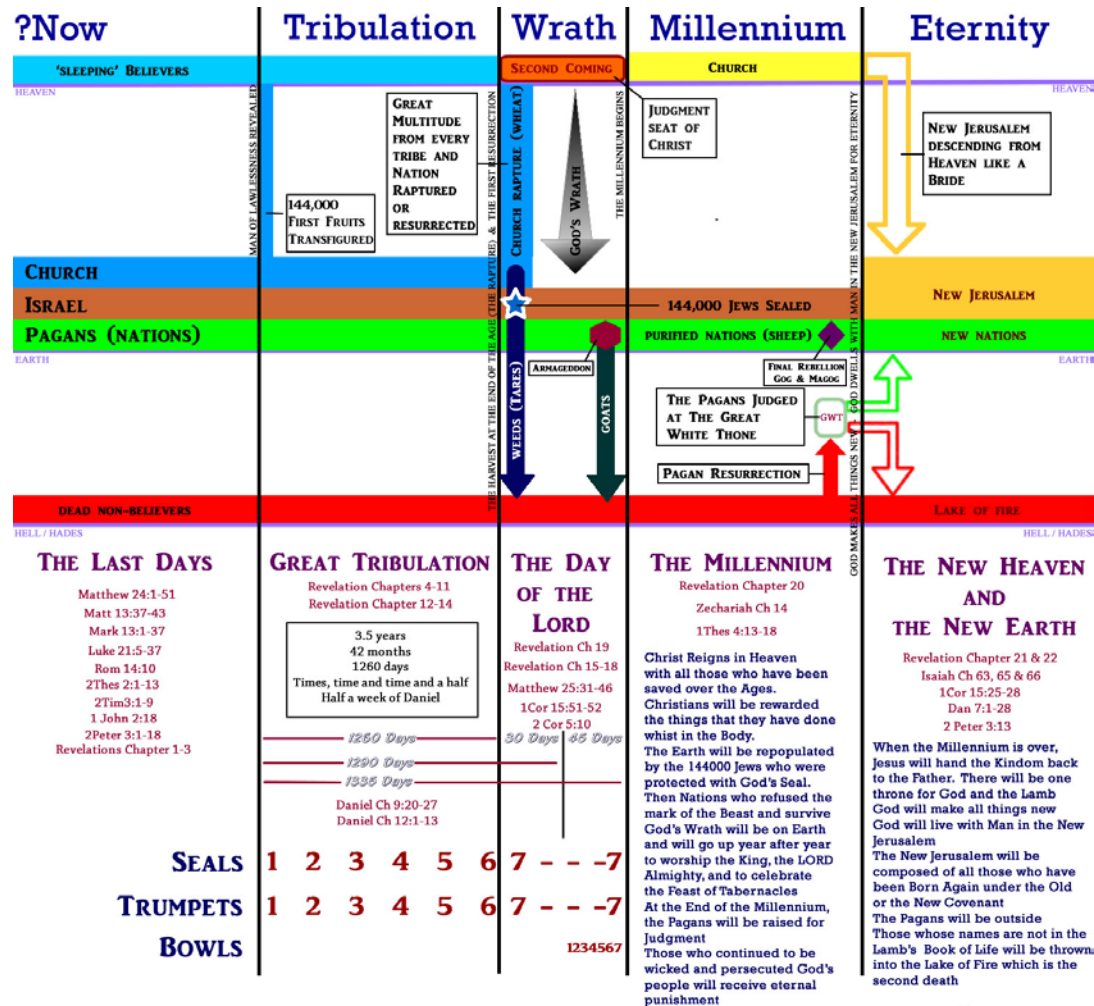 ?Now
Tribulation
Wrath
Millennium
Eternity
'SLEEPING' BELIEVERS
SECOND COMING
CHURCH
HEAVEN
HEAVEN
MAN OF LAWLESSNESS REVEALED
144,000
FIRST FRUITS
TRANSFIGURED
GREAT
MULTITUDE
FROM EVERY
TRIBE AND
NATION
RAPTURED
OR
RESURRECTED
THE HARVEST AT THE END OF THE AGE (THE RAPTURE) & THE FIRST RESURRECTION
CHURCH RAPTURE (WHEAT)
GOD'S WRATH
THE MILLENNIUM BEGINS
JUDGMENT
SEAT OF
CHRIST
GOD MAKES ALL THINGS NEW - GOD DWELLS WITH MAN IN THE NEW JERUSALEM FOR ETERNITY
NEW JERUSALEM
DESCENDING FROM
HEAVEN LIKE A
BRIDE
CHURCH
ISRAEL
144,000 JEWS SEALED
NEW JERUSALEM
PAGANS (NATIONS)
PURIFIED NATIONS (SHEEP)
NEW NATIONS
EARTH
EARTH
ARMAGEDDON
FINAL REBELLION
GOG & MAGOG
WEEDS (TARES)
GOATS
THE PAGANS JUDGED
AT THE GREAT
WHITE THONE
GWT
PAGAN RESURRECTION
DEAD NON-BELIEVERS
LAKE OF FIRE
HELL / HADES
HELL / HADES
THE LAST DAYS
Matthew 24:1-51
Matt 13:37-43
Mark 13:1-37
Luke 21:5-37
Rom 14:10
2Thes 2:1-13
2Tim3:1-9
1 John 2:18
2Peter 3:1-18
Revelations Chapter 1-3
GREAT TRIBULATION
Revelation Chapters 4-11
Revelation Chapter 12-14
3.5 years
42 months
1260 days
Times, time and time and a half
Half a week of Daniel
THE DAY
OF THE
LORD
Revelation Ch 19
Revelation Ch 15-18
Matthew 25:31-46
1Cor 15:51-52
2 Cor 5:10
1260 Days
30 Days
45 Days
1290 Days
1335 Days
Daniel Ch 9:20-27
Daniel Ch 12:1-13
SEALS 1 2 3 4 5 6 7 - - -7
TRUMPETS 1 2 3 4 5 6 7 - - -7
BOWLS 1234567
THE MILLENNIUM
Revelation Chapter 20
Zechariah Ch 14
1Thes 4:13-18
Christ Reigns in Heaven
with all those who have been
saved over the Ages.
Christians will be rewarded
the things that they have done
whist in the Body.
The Earth will be repopulated
by the 144000 Jews who were
protected with God's Seal.
Then Nations who refused the
mark of the Beast and survive
God's Wrath will be on Earth
and will go up year after year
to worship the King, the LORD
Almighty, and to celebrate
the Feast of Tabernacles
At the End of the Millennium,
the Pagans will be raised for
Judgment
Those who continued to be
wicked and persecuted God's
people will receive eternal
punishment
THE NEW HEAVEN
AND
THE NEW EARTH
Revelation Chapter 21 & 22
Isaiah Ch 63, 65 & 66
1Cor 15:25-28
Dan 7:1-28
2 Peter 3:13
When the Millennium is over,
Jesus will hand the Kindom back
to the Father. There will be one
throne for God and the Lamb
God will make all things new
God will live with Man in the New
Jerusalem
The New Jerusalem will be
composed of all those who have
been Born Again under the Old
or the New Covenant
The Pagans will be outside
Those whose names are not in the
Lamb's Book of Life will be thrown
into the Lake of Fire which is the
second death